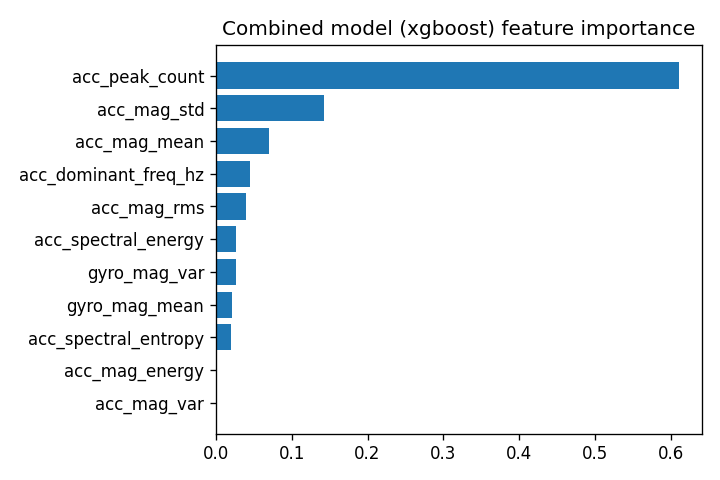 Combined model (xgboost) feature importance
acc_peak_count
acc_mag_std
acc_mag_mean
acc_dominant_freq_hz
acc_mag_rms
acc_spectral_energy
gyro_mag_var
gyro_mag_mean
acc_spectral_entropy
acc_mag_energy
acc_mag_var
0.0 0.1 0.2 0.3 0.4 0.5 0.6